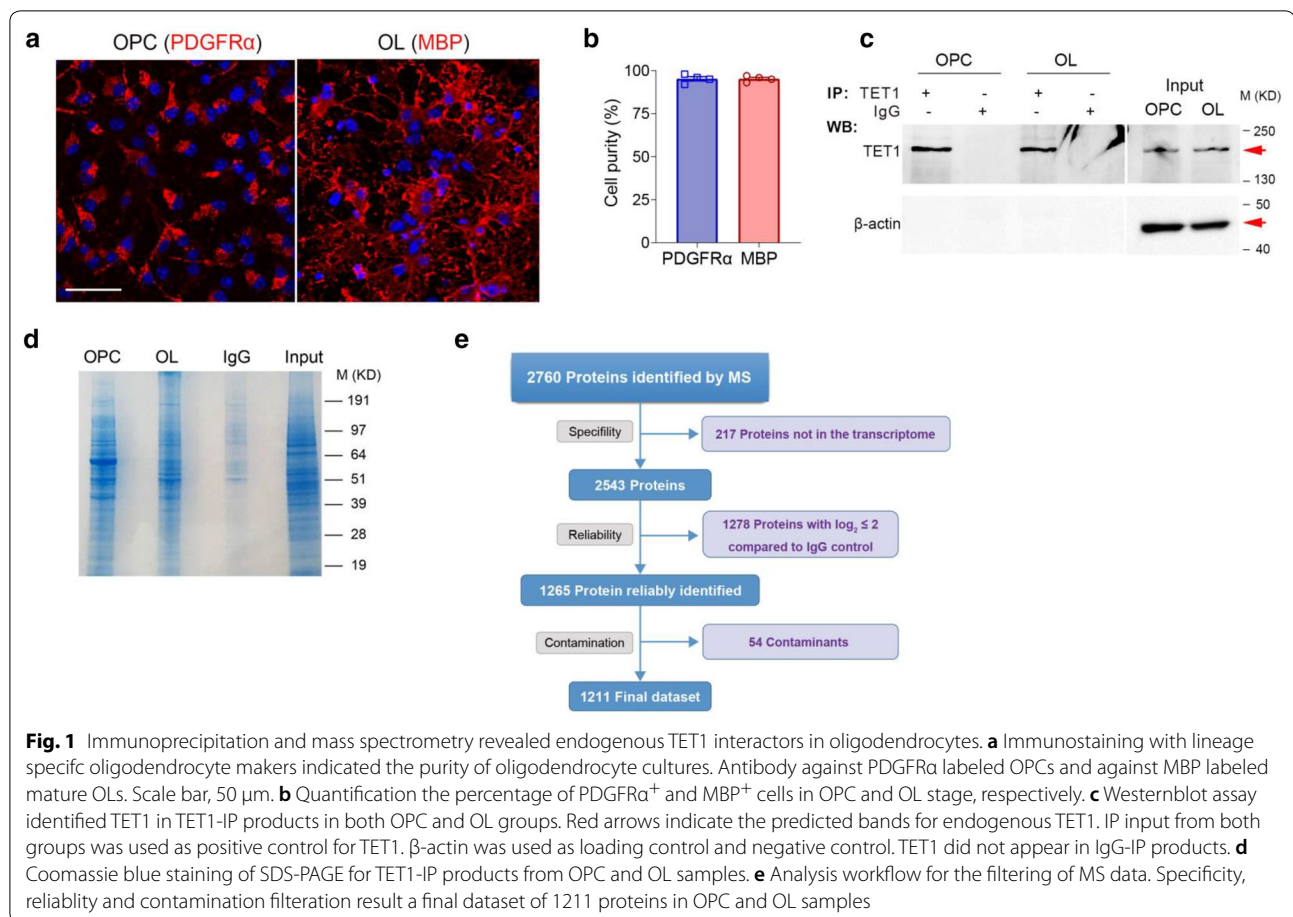 a
OPC (PDGFRα) OL (MBP)
b
Cell purity (%)
100
75
50
25
0
PDGFRα MBP
c
OPC OL
IP: TET1 + - + -
IgG - + - +
Input
OPC OL
M (KD)
WB:
TET1
– 250
– 130
β-actin
– 50
– 40
d
OPC OL IgG Input
M (KD)
191
97
64
51
39
28
19
e
2760 Proteins identified by MS
Specifility
217 Proteins not in the transcriptome
2543 Proteins
Reliability
1278 Proteins with log₂ ≤ 2
compared to IgG control
1265 Protein reliably identified
Contamination
54 Contaminants
1211 Final dataset
Fig. 1 Immunoprecipitation and mass spectrometry revealed endogenous TET1 interactors in oligodendrocytes. a Immunostaining with lineage
specifc oligodendrocyte makers indicated the purity of oligodendrocyte cultures. Antibody against PDGFRα labeled OPCs and against MBP labeled
mature OLs. Scale bar, 50 μm. b Quantification the percentage of PDGFRα⁺ and MBP⁺ cells in OPC and OL stage, respectively. c Westernblot assay
identified TET1 in TET1-IP products in both OPC and OL groups. Red arrows indicate the predicted bands for endogenous TET1. IP input from both
groups was used as positive control for TET1. β-actin was used as loading control and negative control. TET1 did not appear in IgG-IP products. d
Coomassie blue staining of SDS-PAGE for TET1-IP products from OPC and OL samples. e Analysis workflow for the filtering of MS data. Specificity,
reliablity and contamination filteration result a final dataset of 1211 proteins in OPC and OL samples